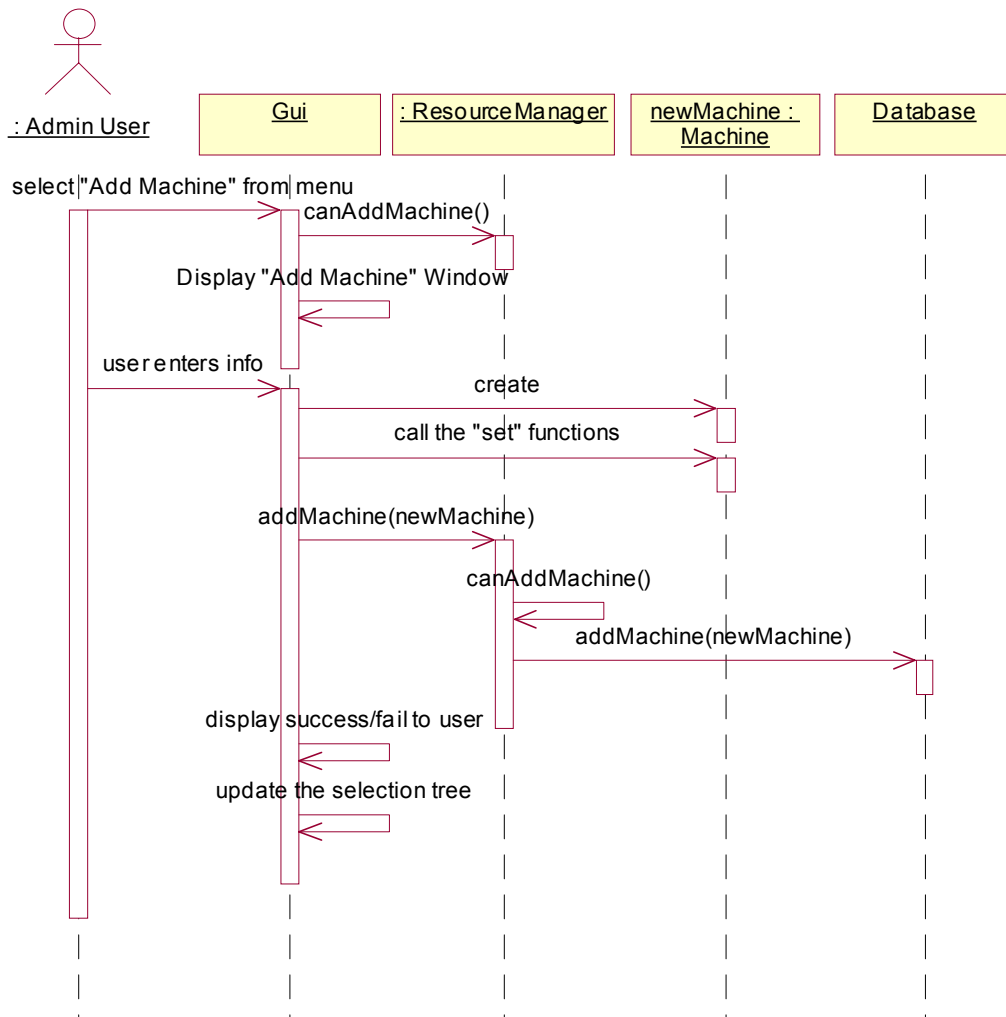 : Admin User
Gui
: ResourceManager
newMachine :
Machine
Database
select "Add Machine" from menu
canAddMachine()
Display "Add Machine" Window
user enters info
create
call the "set" functions
addMachine(newMachine)
canAddMachine()
addMachine(newMachine)
display success/fail to user
update the selection tree